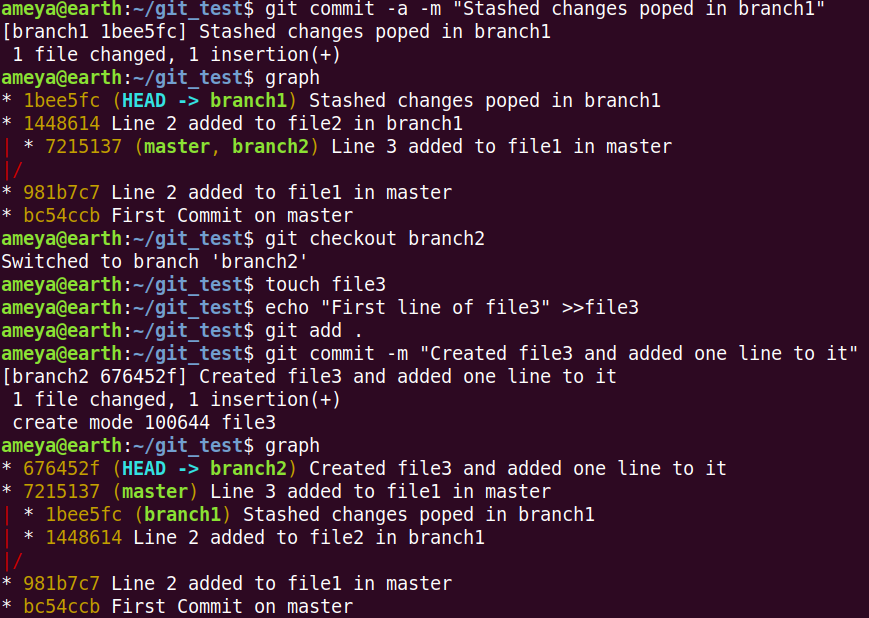 ameya@earth:~/git_test$ git commit -a -m "Stashed changes poped in branch1"
[branch1 1bee5fc] Stashed changes poped in branch1
 1 file changed, 1 insertion(+)
ameya@earth:~/git_test$ graph
* 1bee5fc (HEAD -> branch1) Stashed changes poped in branch1
* 1448614 Line 2 added to file2 in branch1
| * 7215137 (master, branch2) Line 3 added to file1 in master
|/
* 981b7c7 Line 2 added to file1 in master
* bc54ccb First Commit on master
ameya@earth:~/git_test$ git checkout branch2
Switched to branch 'branch2'
ameya@earth:~/git_test$ touch file3
ameya@earth:~/git_test$ echo "First line of file3" >>file3
ameya@earth:~/git_test$ git add .
ameya@earth:~/git_test$ git commit -m "Created file3 and added one line to it"
[branch2 676452f] Created file3 and added one line to it
 1 file changed, 1 insertion(+)
 create mode 100644 file3
ameya@earth:~/git_test$ graph
* 676452f (HEAD -> branch2) Created file3 and added one line to it
* 7215137 (master) Line 3 added to file1 in master
| * 1bee5fc (branch1) Stashed changes poped in branch1
| * 1448614 Line 2 added to file2 in branch1
|/
* 981b7c7 Line 2 added to file1 in master
* bc54ccb First Commit on master